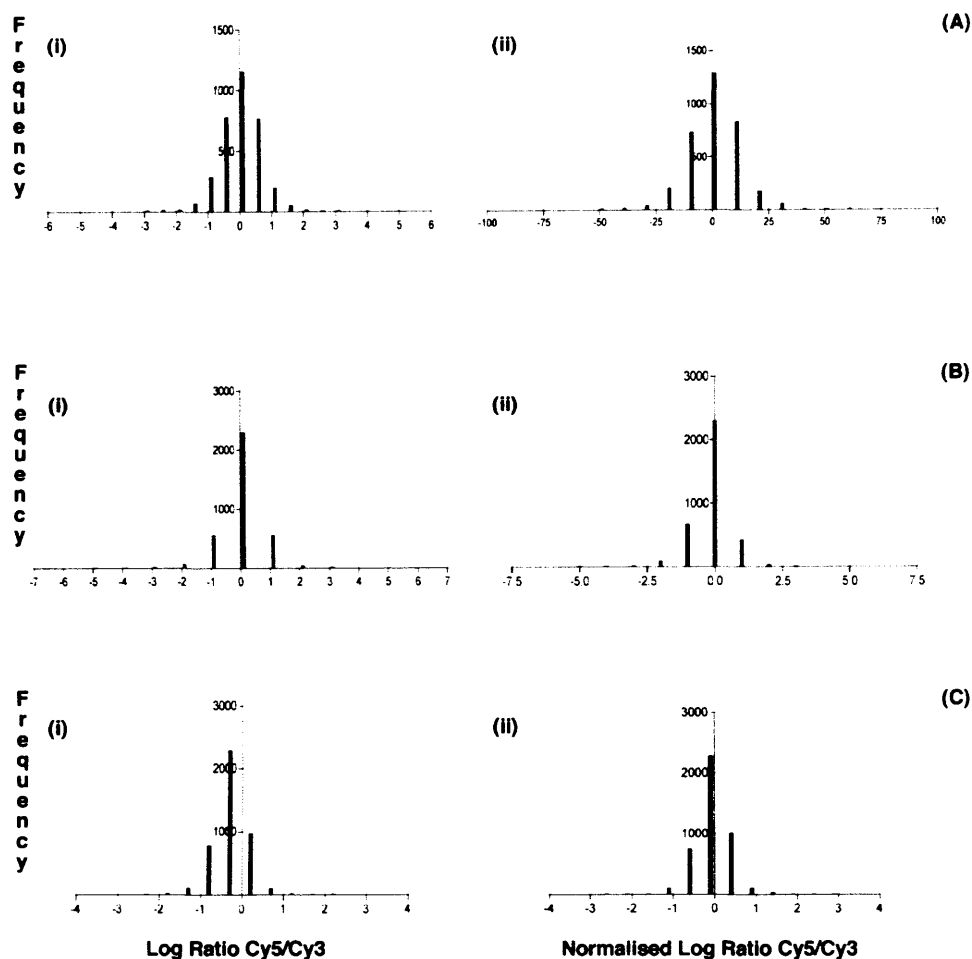 Frequency
(i)
1500
1000
500
-6 -5 -4 -3 -2 -1 0 1 2 3 4 5 6
(ii)
(A)
1500
1000
500
-100 -75 -50 -25 0 25 50 75 100
Frequency
(i)
3000
2000
1000
-7 -6 -5 -4 -3 -2 -1 0 1 2 3 4 5 6 7
(ii)
(B)
3000
2000
1000
-7.5 -5.0 -2.5 0.0 2.5 5.0 7.5
Frequency
(i)
3000
2000
1000
-4 -3 -2 -1 0 1 2 3 4
(ii)
(C)
3000
2000
1000
-4 -3 -2 -1 0 1 2 3 4
Log Ratio Cy5/Cy3
Normalised Log Ratio Cy5/Cy3